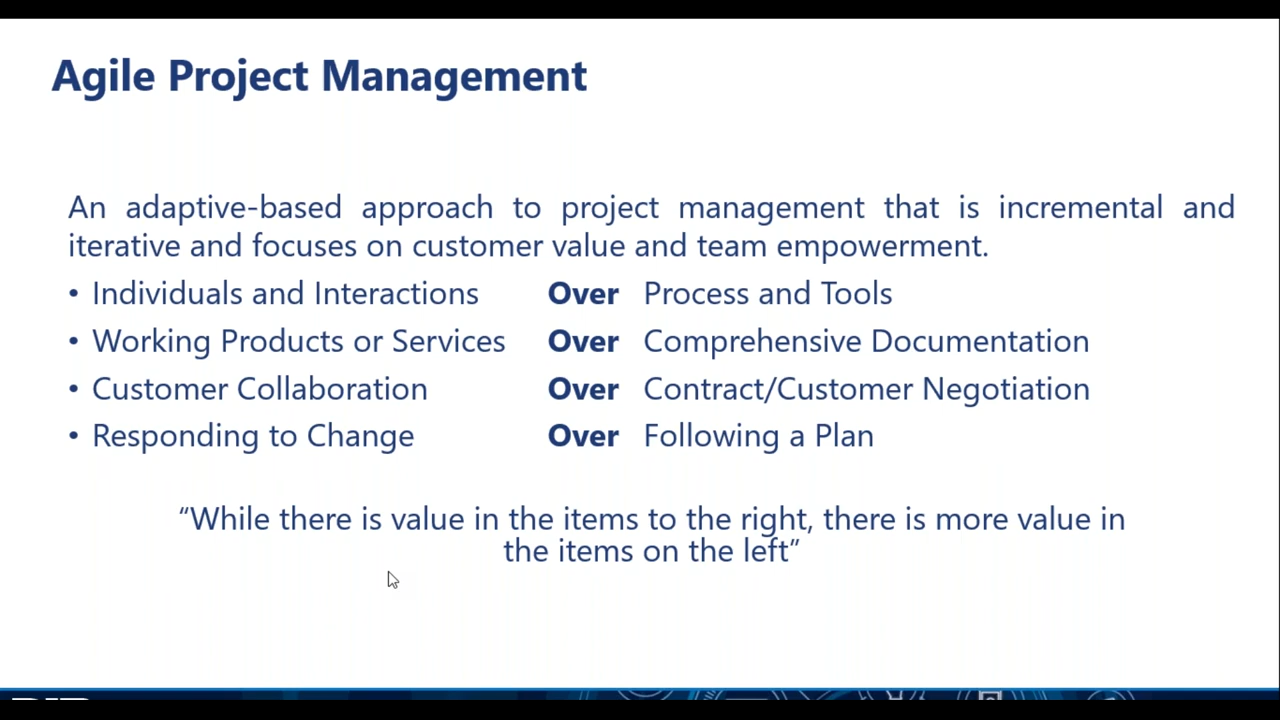 Agile Project Management
An adaptive-based approach to project management that is incremental and
iterative and focuses on customer value and team empowerment.
• Individuals and Interactions Over Process and Tools
• Working Products or Services Over Comprehensive Documentation
• Customer Collaboration Over Contract/Customer Negotiation
• Responding to Change Over Following a Plan
“While there is value in the items to the right, there is more value in
the items on the left”